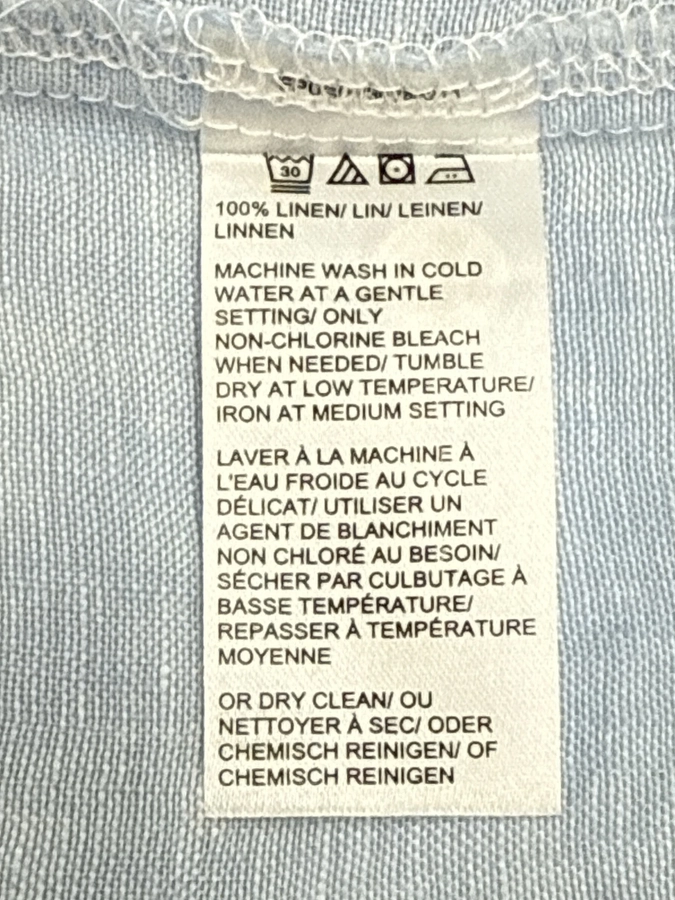 30
100% LINEN/ LIN/ LEINEN/
LINNEN
MACHINE WASH IN COLD
WATER AT A GENTLE
SETTING/ ONLY
NON-CHLORINE BLEACH
WHEN NEEDED/ TUMBLE
DRY AT LOW TEMPERATURE/
IRON AT MEDIUM SETTING
LAVER À LA MACHINE À
L'EAU FROIDE AU CYCLE
DÉLICAT/ UTILISER UN
AGENT DE BLANCHIMENT
NON CHLORÉ AU BESOIN/
SÉCHER PAR CULBUTAGE À
BASSE TEMPÉRATURE/
REPASSER À TEMPÉRATURE
MOYENNE
OR DRY CLEAN/ OU
NETTOYER À SEC/ ODER
CHEMISCH REINIGEN/ OF
CHEMISCH REINIGEN